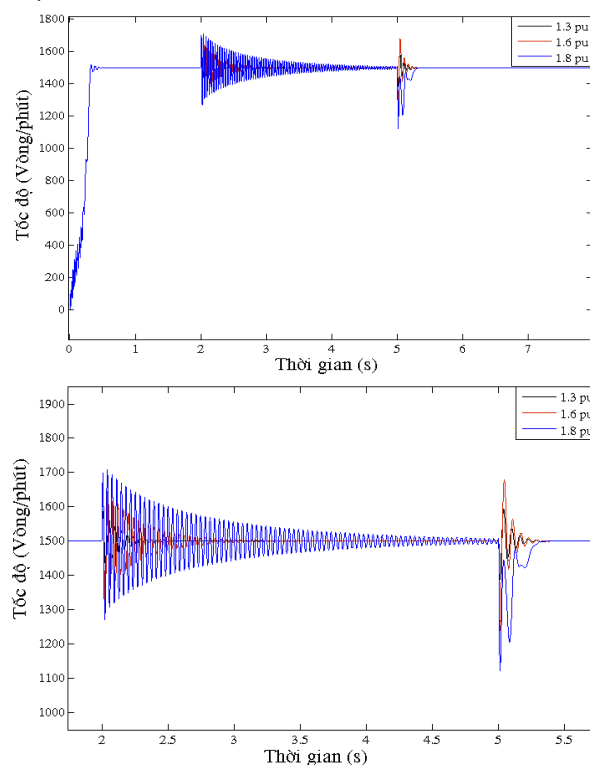 1800
1600
1400
1200
1000
800
600
400
200
0
Tốc độ (Vòng/phút)
1.3 pu
1.6 pu
1.8 pu
0 1 2 3 4 5 6 7
Thời gian (s)
1900
1800
1700
1600
1500
1400
1300
1200
1100
1000
Tốc độ (Vòng/phút)
1.3 pu
1.6 pu
1.8 pu
2 2.5 3 3.5 4 4.5 5 5.5
Thời gian (s)